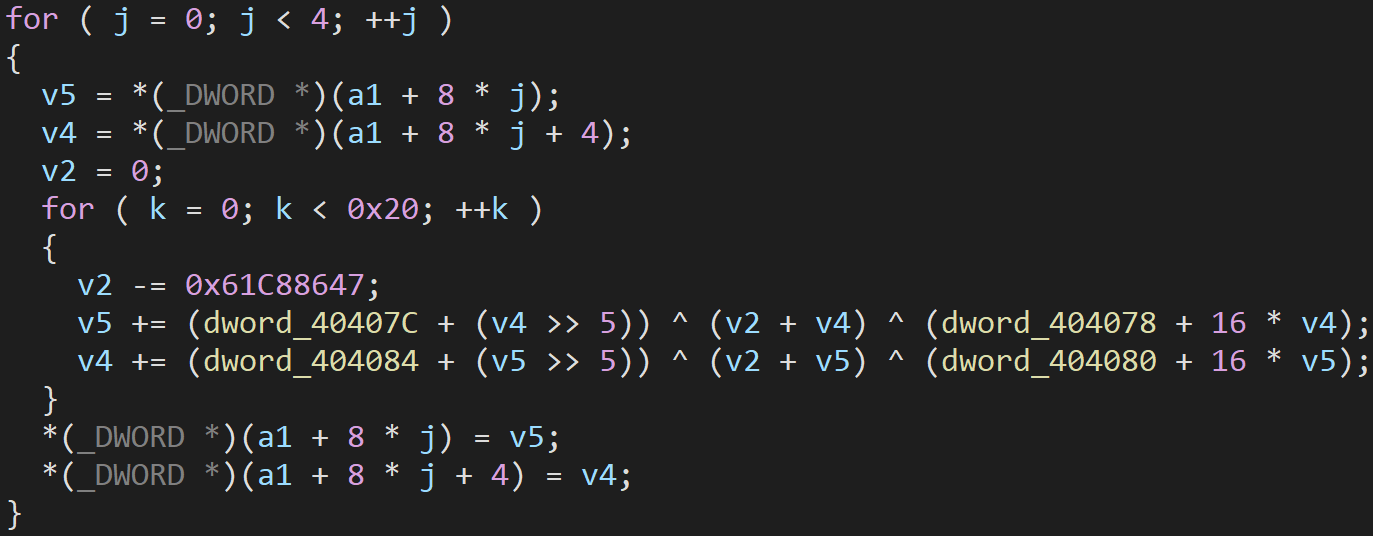 for ( j = 0; j < 4; ++j )
{
  v5 = *(_DWORD *)(a1 + 8 * j);
  v4 = *(_DWORD *)(a1 + 8 * j + 4);
  v2 = 0;
  for ( k = 0; k < 0x20; ++k )
  {
    v2 -= 0x61C88647;
    v5 += (dword_40407C + (v4 >> 5)) ^ (v2 + v4) ^ (dword_404078 + 16 * v4);
    v4 += (dword_404084 + (v5 >> 5)) ^ (v2 + v5) ^ (dword_404080 + 16 * v5);
  }
  *(_DWORD *)(a1 + 8 * j) = v5;
  *(_DWORD *)(a1 + 8 * j + 4) = v4;
}